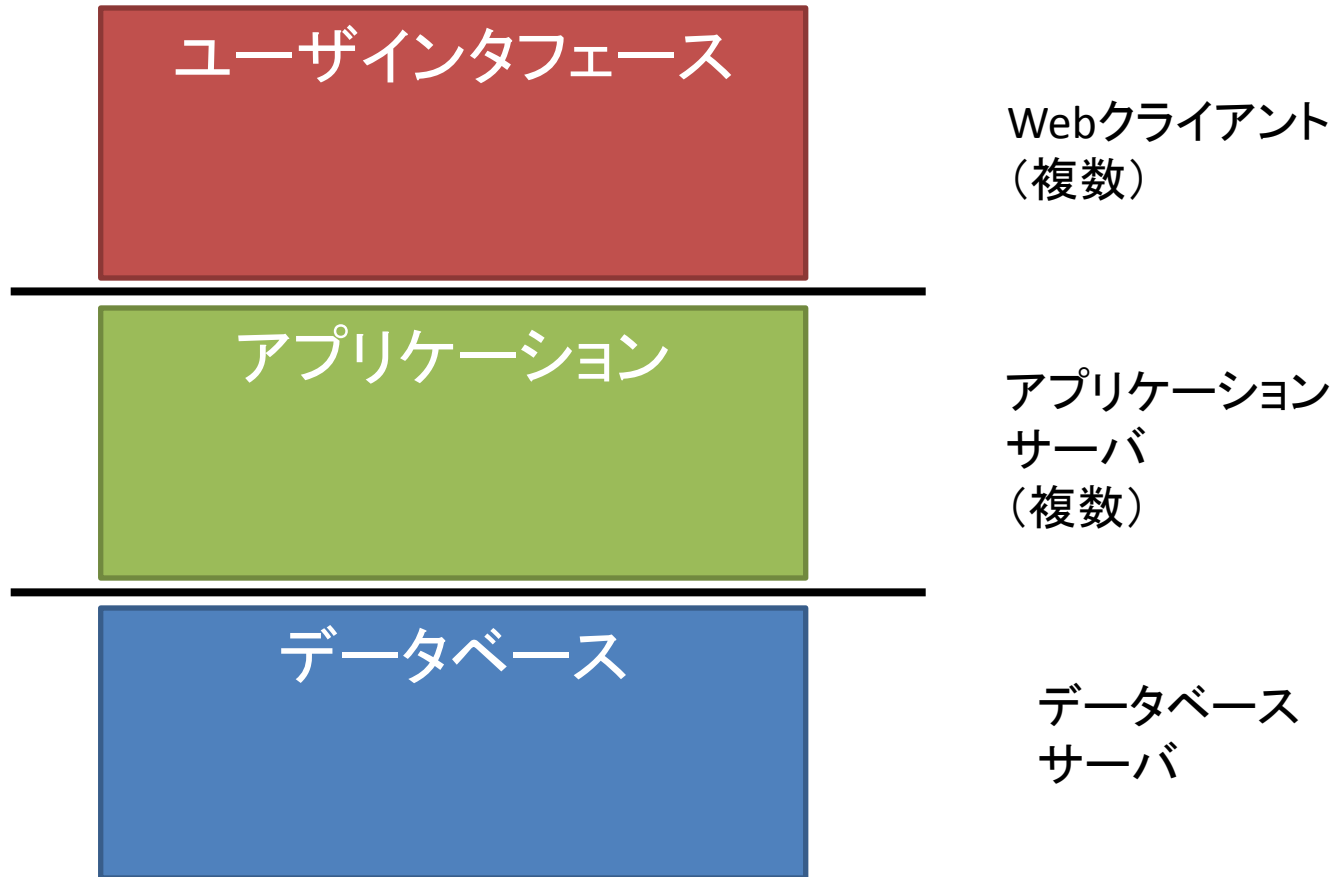 ユーザインタフェース
Webクライアント
（複数）
アプリケーション
アプリケーション
サーバ
（複数）
データベース
データベース
サーバ